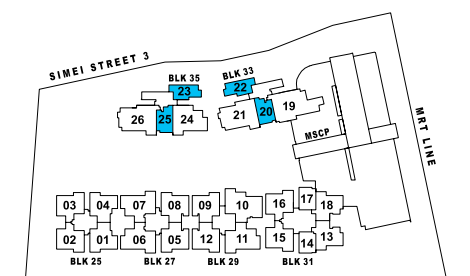 SIMEI STREET 3
BLK 35
BLK 33
23
22
26
25
24
21
20
19
MSCP
MRT LINE
03
04
07
08
09
10
16
17
18
02
01
06
05
12
11
15
14
13
BLK 25
BLK 27
BLK 29
BLK 31